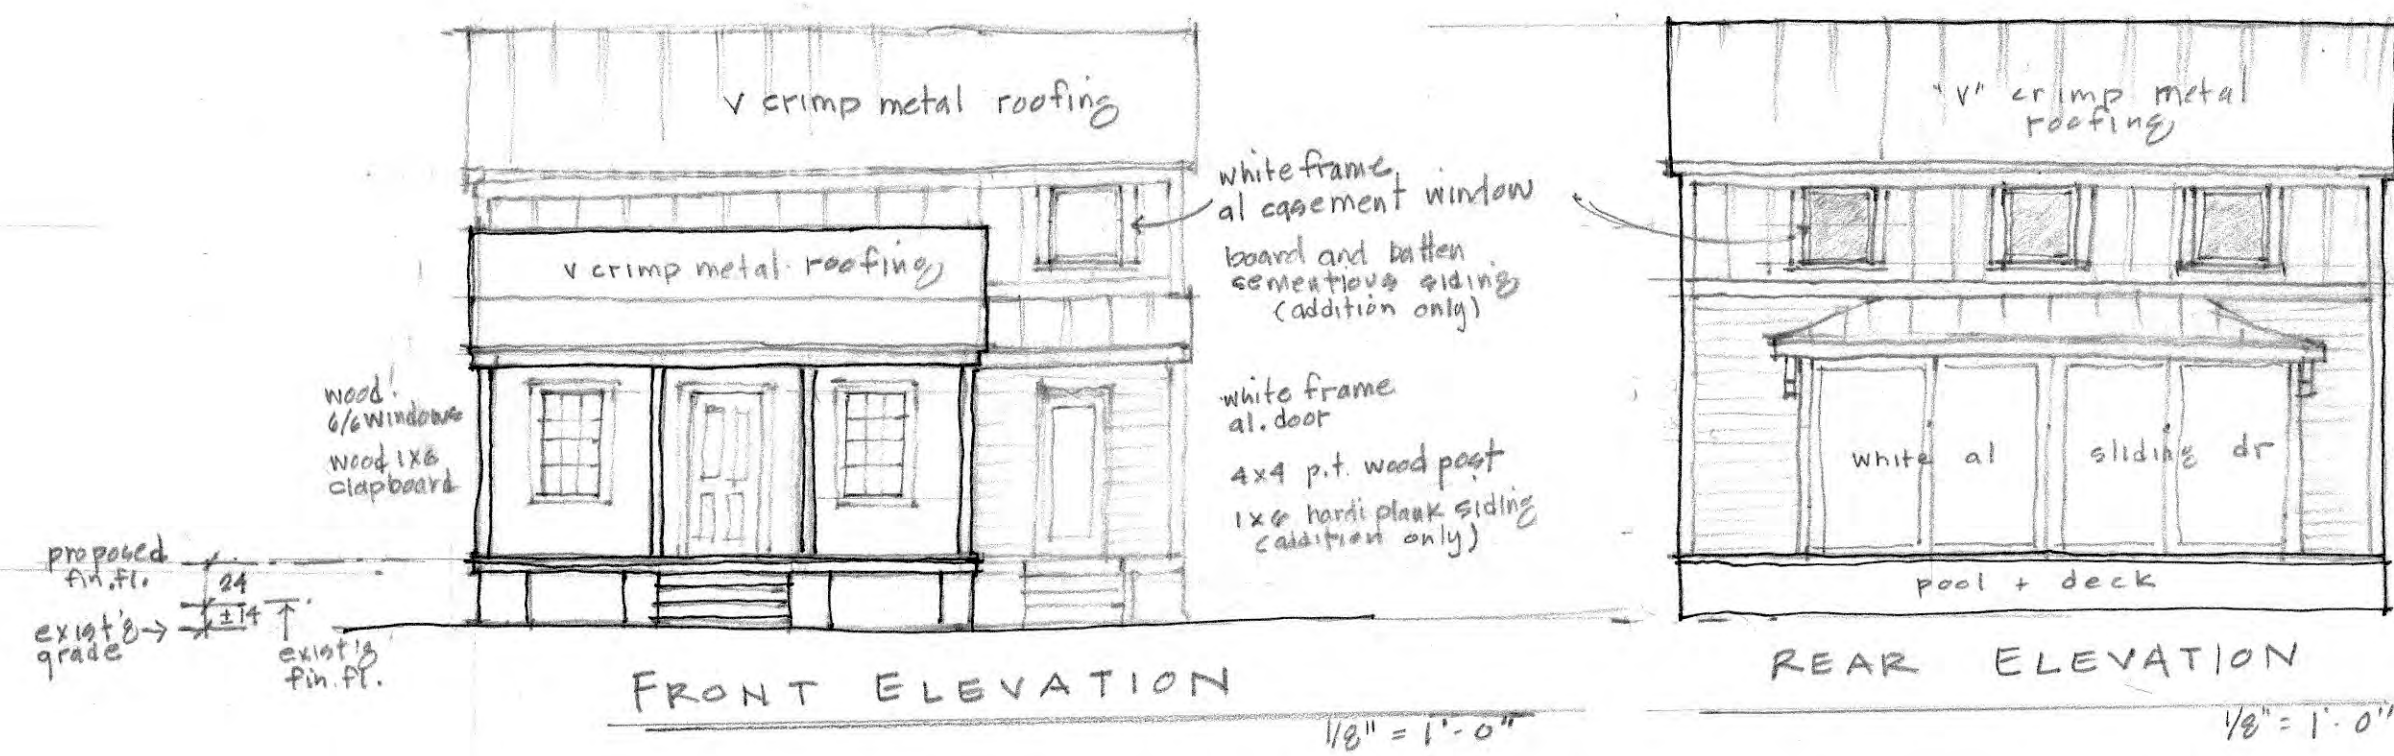 v crimp metal roofing
v crimp metal roofing
white frame
al casement window
board and batten
cementious siding
(addition only)
wood
6/6 windows
wood 1x6
clapboard
white frame
al. door
4x4 p.t. wood post
1x6 hardi plank siding
(addition only)
proposed
fin. fl.
24
±14
exist'g
grade
exist'g
fin. fl.
FRONT ELEVATION
1/8" = 1'-0"
"V" crimp metal
roofing
white al sliding dr
pool + deck
REAR ELEVATION
1/8" = 1'-0"